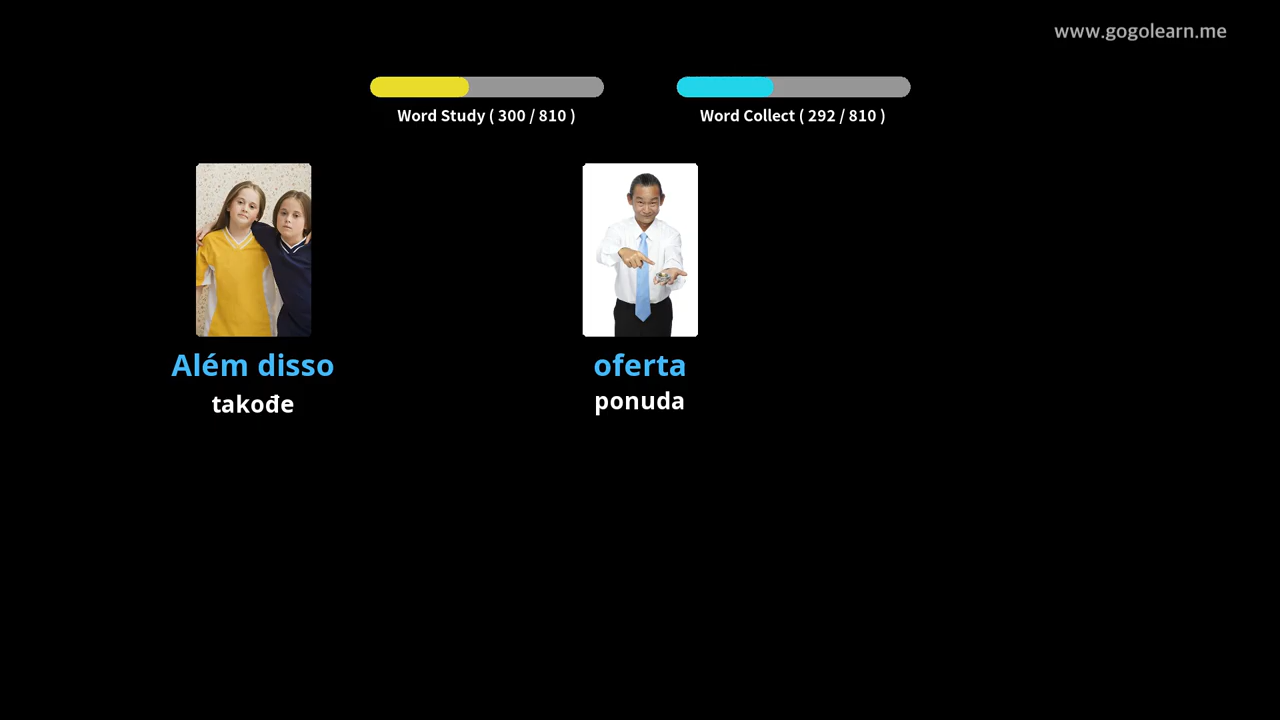 www.gogolearn.me
Word Study ( 300 / 810 )
Word Collect ( 292 / 810 )
Além disso
takođe
oferta
ponuda